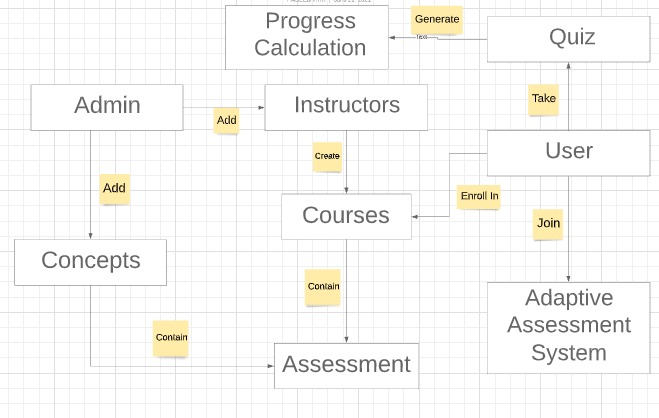 Progress
Calculation
Generate
Text
Quiz
Admin
Add
Instructors
Take
Create
User
Add
Enroll In
Courses
Join
Concepts
Contain
Adaptive
Assessment
System
Contain
Assessment